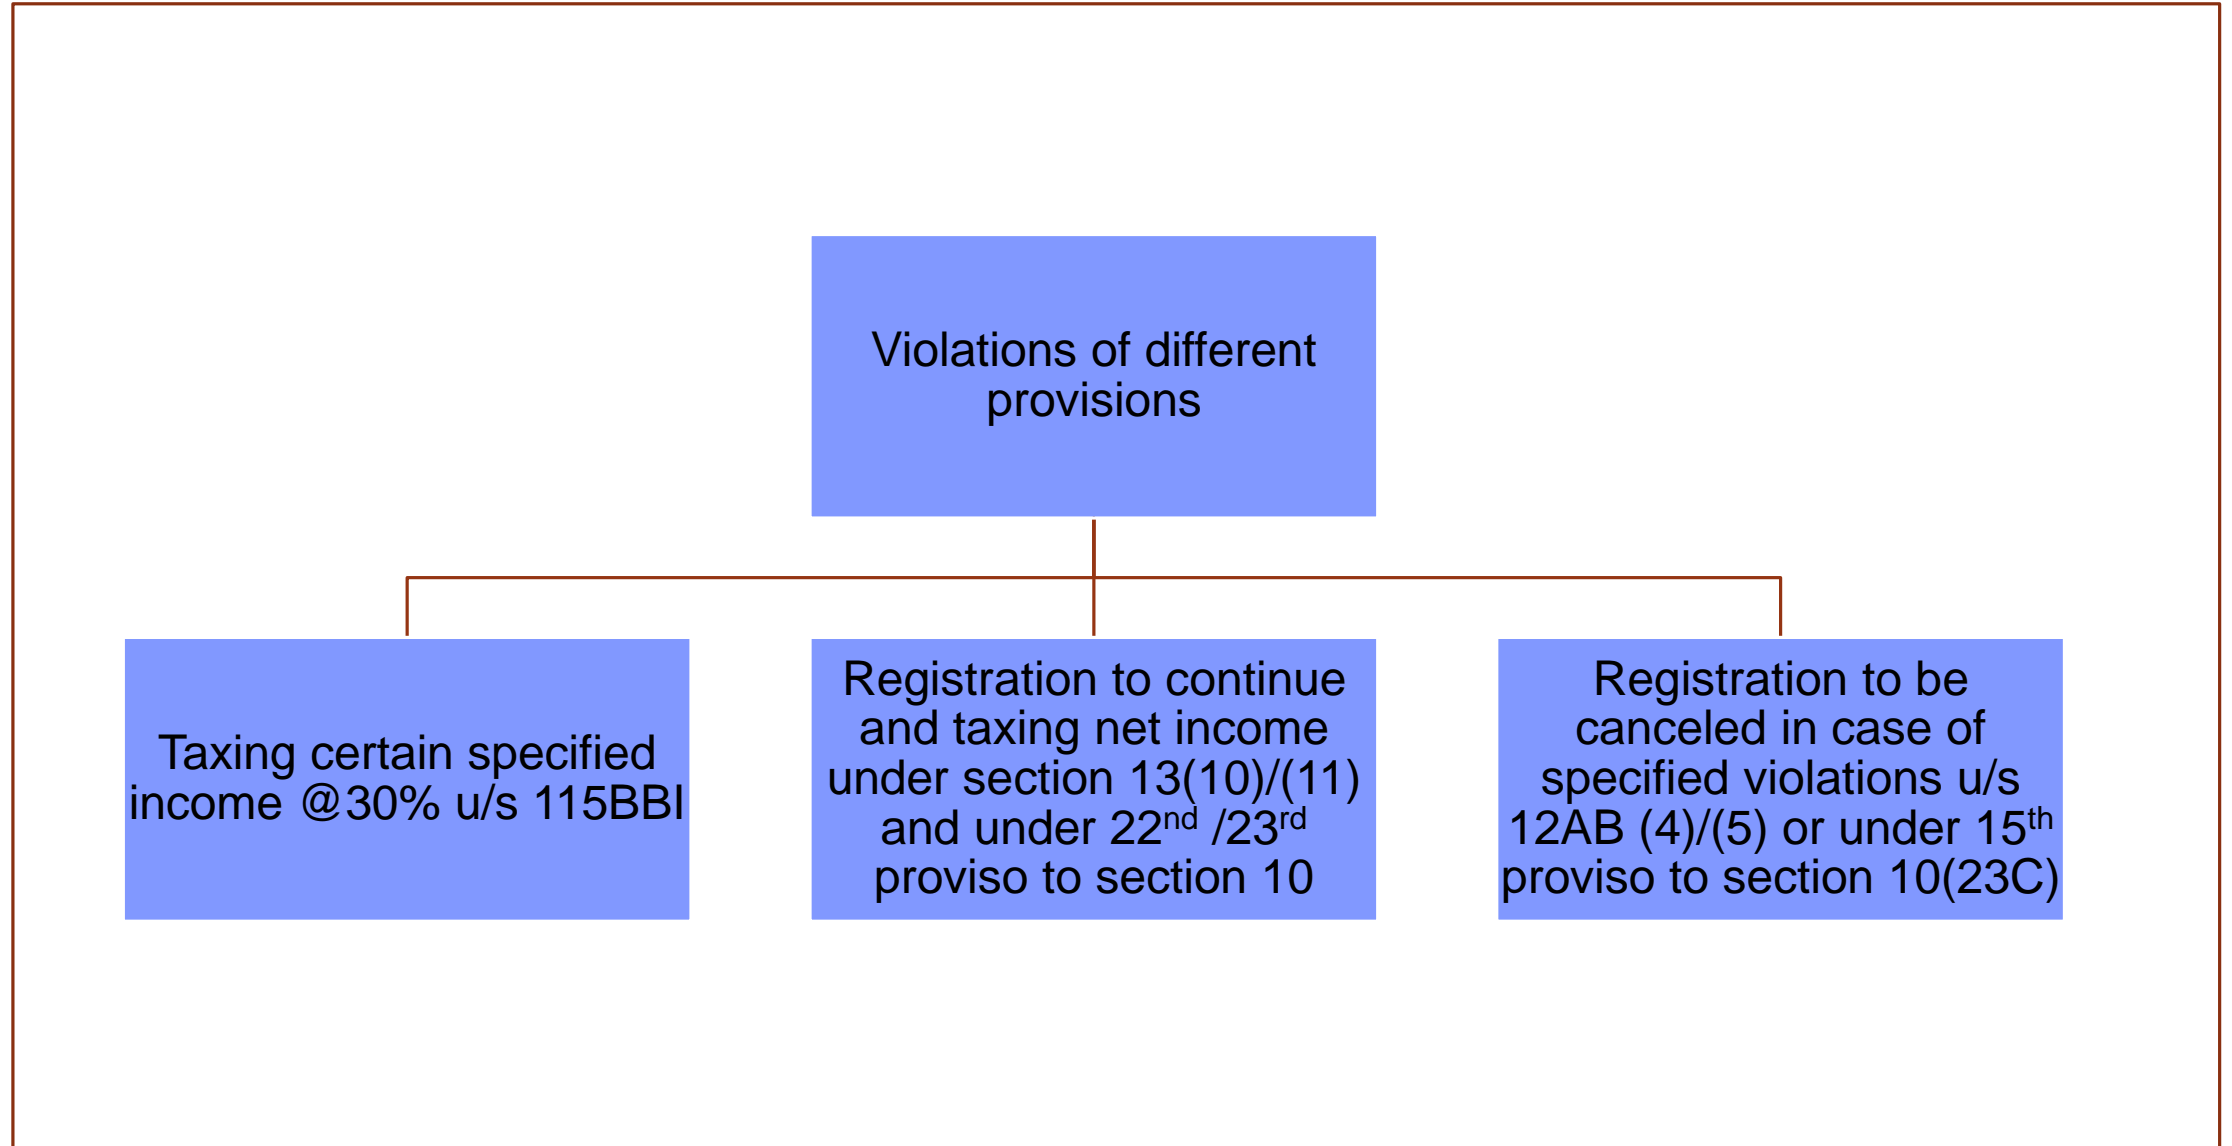 Violations of different
provisions
Taxing certain specified
income @30% u/s 115BBI
Registration to continue
and taxing net income
under section 13(10)/(11)
and under 22nd /23rd
proviso to section 10
Registration to be
canceled in case of
specified violations u/s
12AB (4)/(5) or under 15th
proviso to section 10(23C)